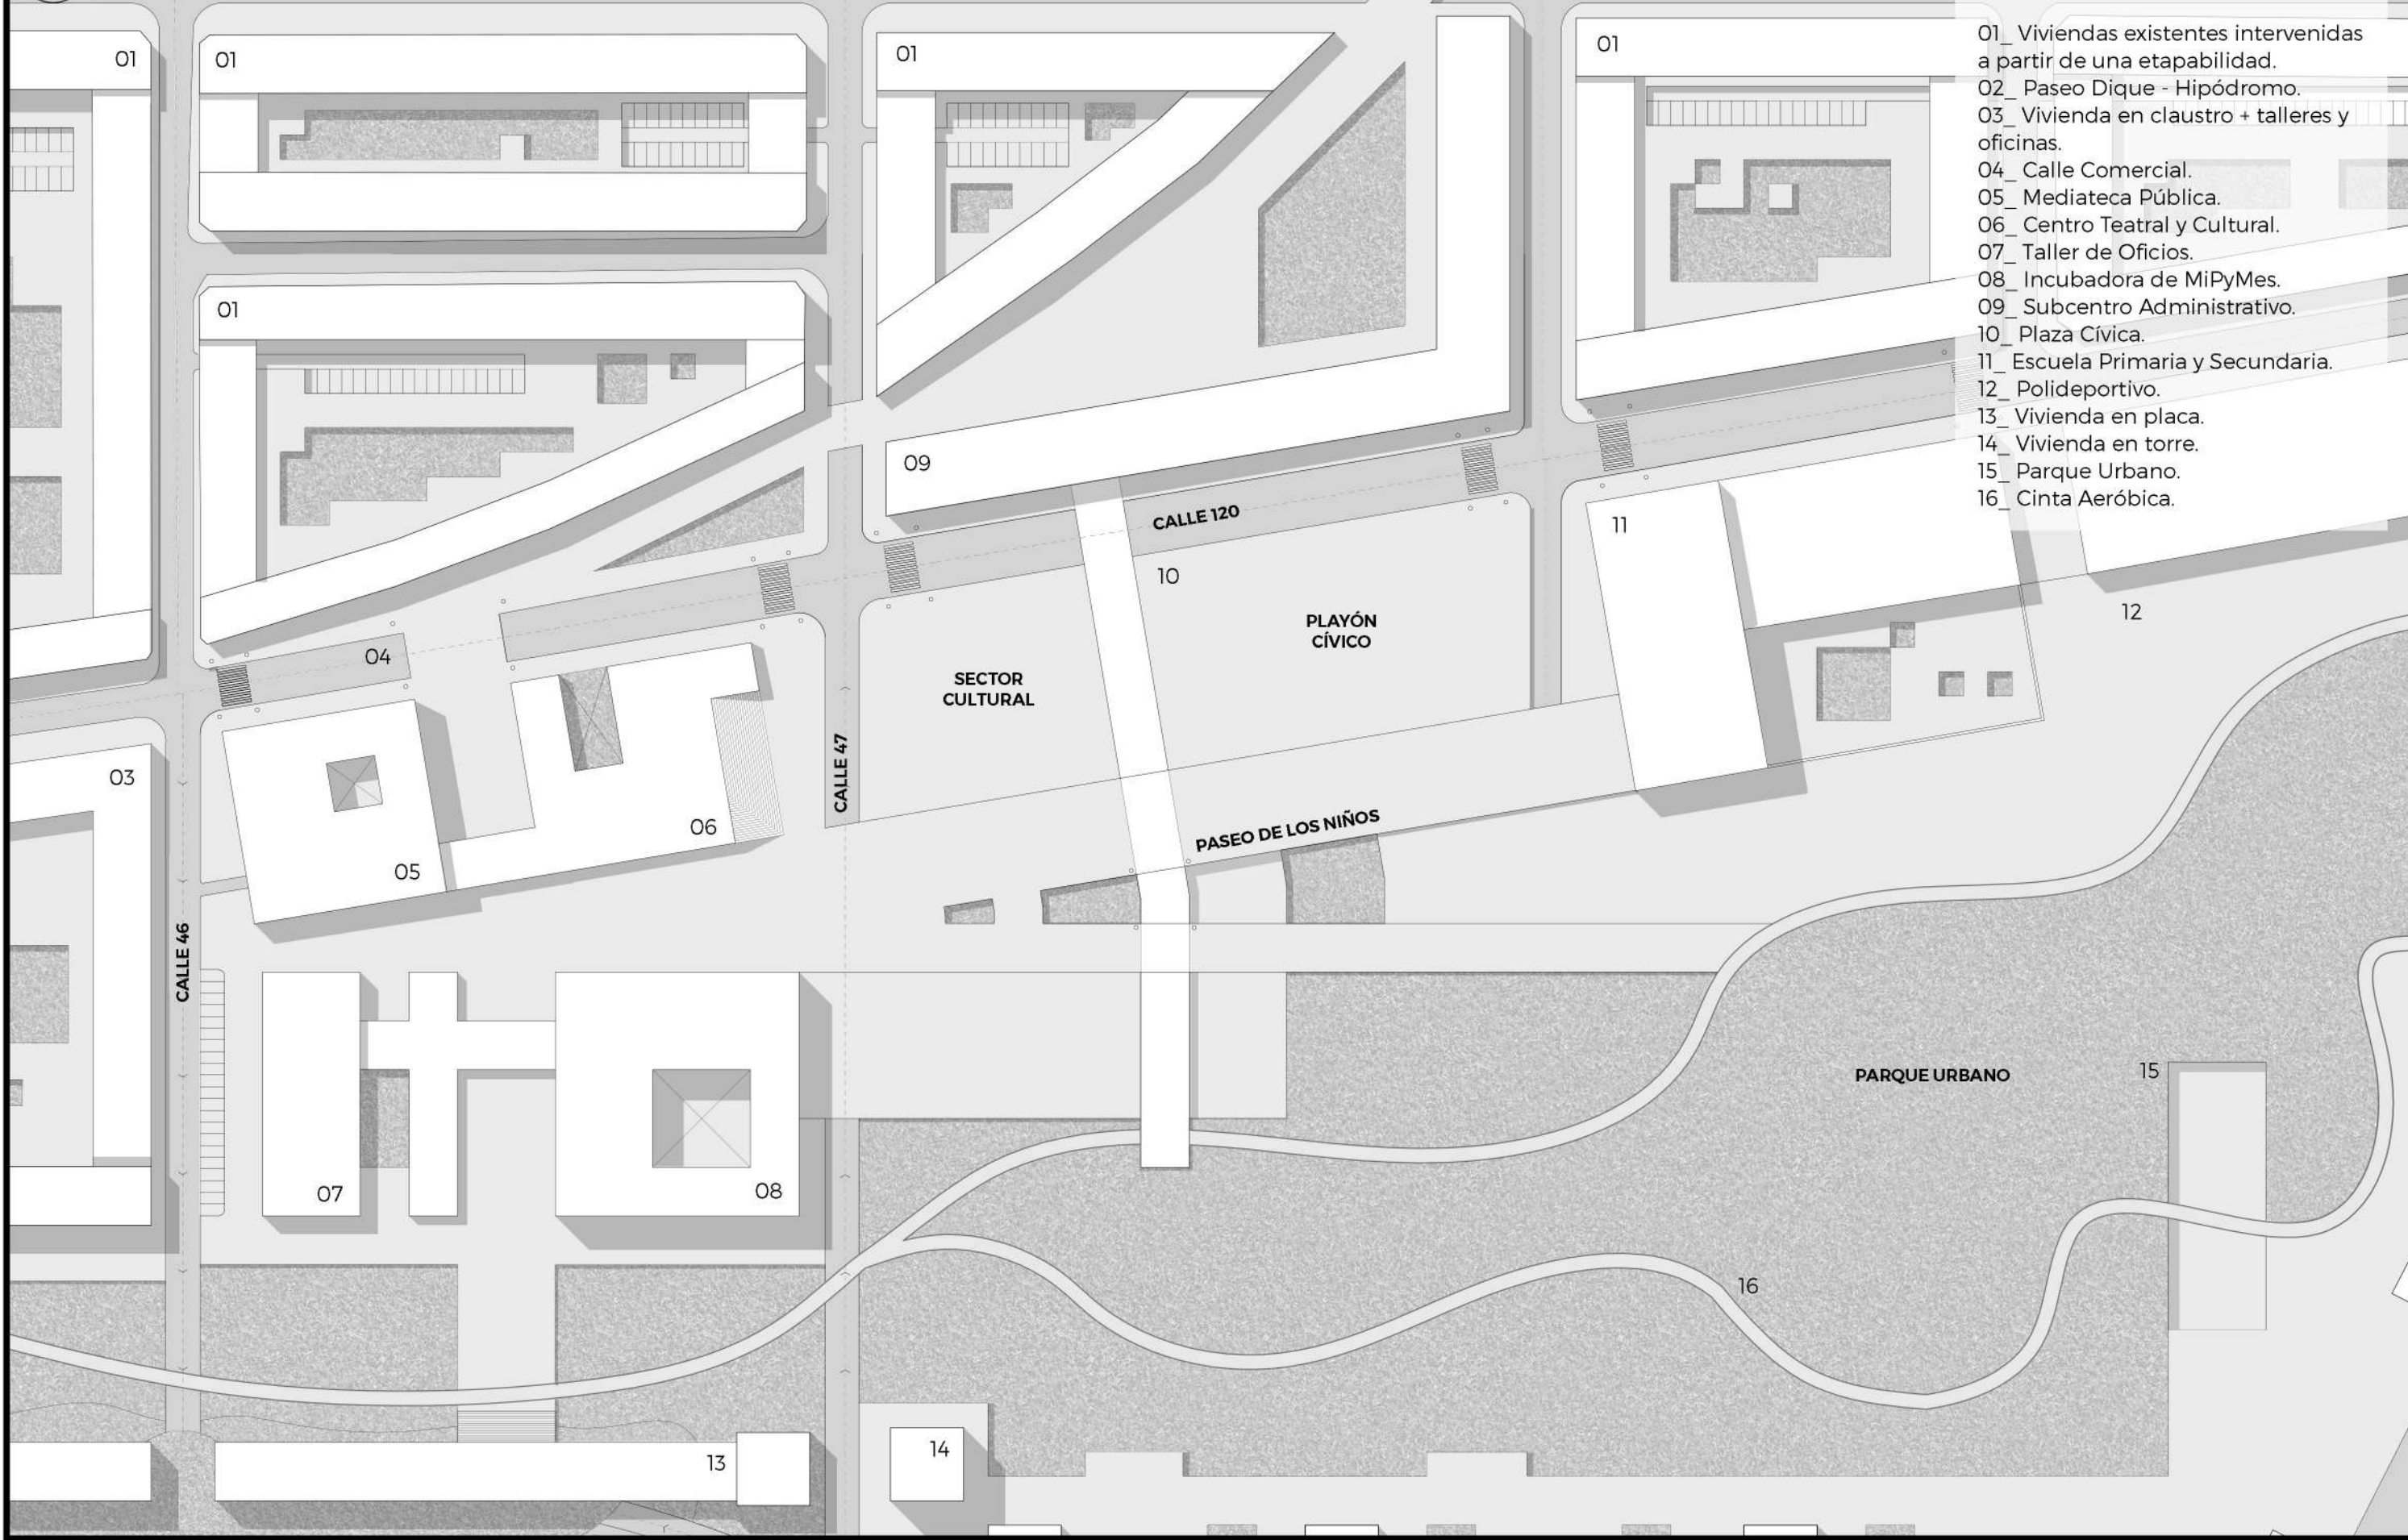 01
01
01
01
01_ Viviendas existentes intervenidas
a partir de una etapabilidad.
02_ Paseo Dique - Hipódromo.
03_ Vivienda en claustro + talleres y
oficinas.
04_ Calle Comercial.
05_ Mediateca Pública.
06_ Centro Teatral y Cultural.
07_ Taller de Oficios.
08_ Incubadora de MiPyMes.
09_ Subcentro Administrativo.
10_ Plaza Cívica.
11_ Escuela Primaria y Secundaria.
12_ Polideportivo.
13_ Vivienda en placa.
14_ Vivienda en torre.
15_ Parque Urbano.
16_ Cinta Aeróbica.
01
09
CALLE 120
11
10
12
PLAYÓN
CÍVICO
04
SECTOR
CULTURAL
03
CALLE 47
06
PASEO DE LOS NIÑOS
05
CALLE 46
PARQUE URBANO
15
07
08
16
13
14